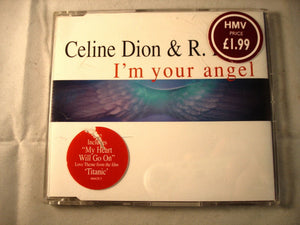 HMV
PRICE
£1.99
Celine Dion & R.
I'm your angel
Includes
"My Heart
Will Go On"
Love Theme from the film
'Titanic'